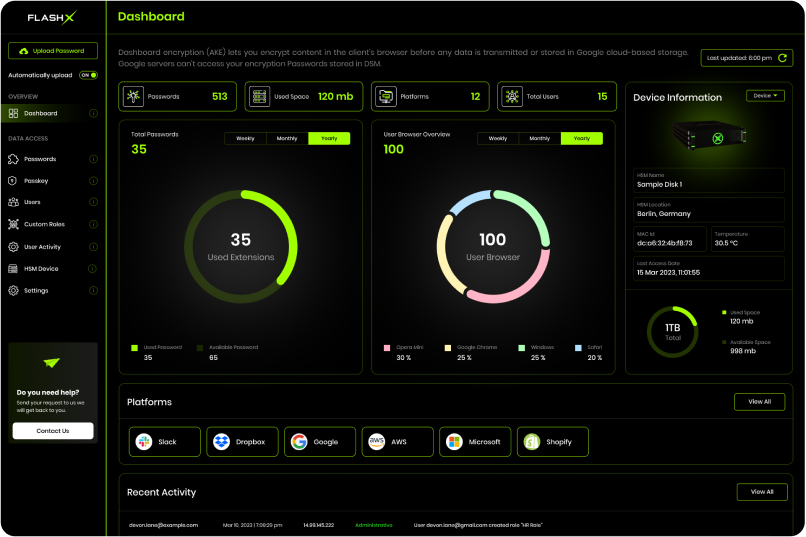 FLASHX
Dashboard
Upload Password
Automatically upload ON
OVERVIEW
Dashboard
DATA ACCESS
Passwords
Passkey
Users
Custom Roles
User Activity
HSM Device
Settings
Do you need help?
Send your request to us we
will get back to you.
Contact Us
Dashboard encryption (AKE) lets you encrypt content in the client's browser before any data is transmitted or stored in Google cloud-based storage.
Google servers can't access your encryption Passwords stored in DSM.
Last updated: 6:00 pm
Passwords 513
Used Space 120 mb
Platforms 12
Total Users 15
Total Passwords
35
Weekly Monthly Yearly
35
Used Extensions
Used Password
35
Available Password
65
User Browser Overview
100
Weekly Monthly Yearly
100
User Browser
Opera Mini
30 %
Google Chrome
25 %
Windows
25 %
Safari
20 %
Device Information
Device
HSM Name
Sample Disk 1
HSM Location
Berlin, Germany
MAC Id
dc:a6:32:4b:f8:73
Temperature
30.5 °C
Last Access Date
15 Mar 2023, 11:01:55
1TB
Total
Used Space
120 mb
Available Space
998 mb
Platforms
View All
Slack
Dropbox
Google
aws AWS
Microsoft
Shopify
Recent Activity
View All
devon.lane@example.com Mar 10, 2023 | 7:09:29 pm 14.99.145.222 Administrative User devon.lane@gmail.com created role "HR Role"